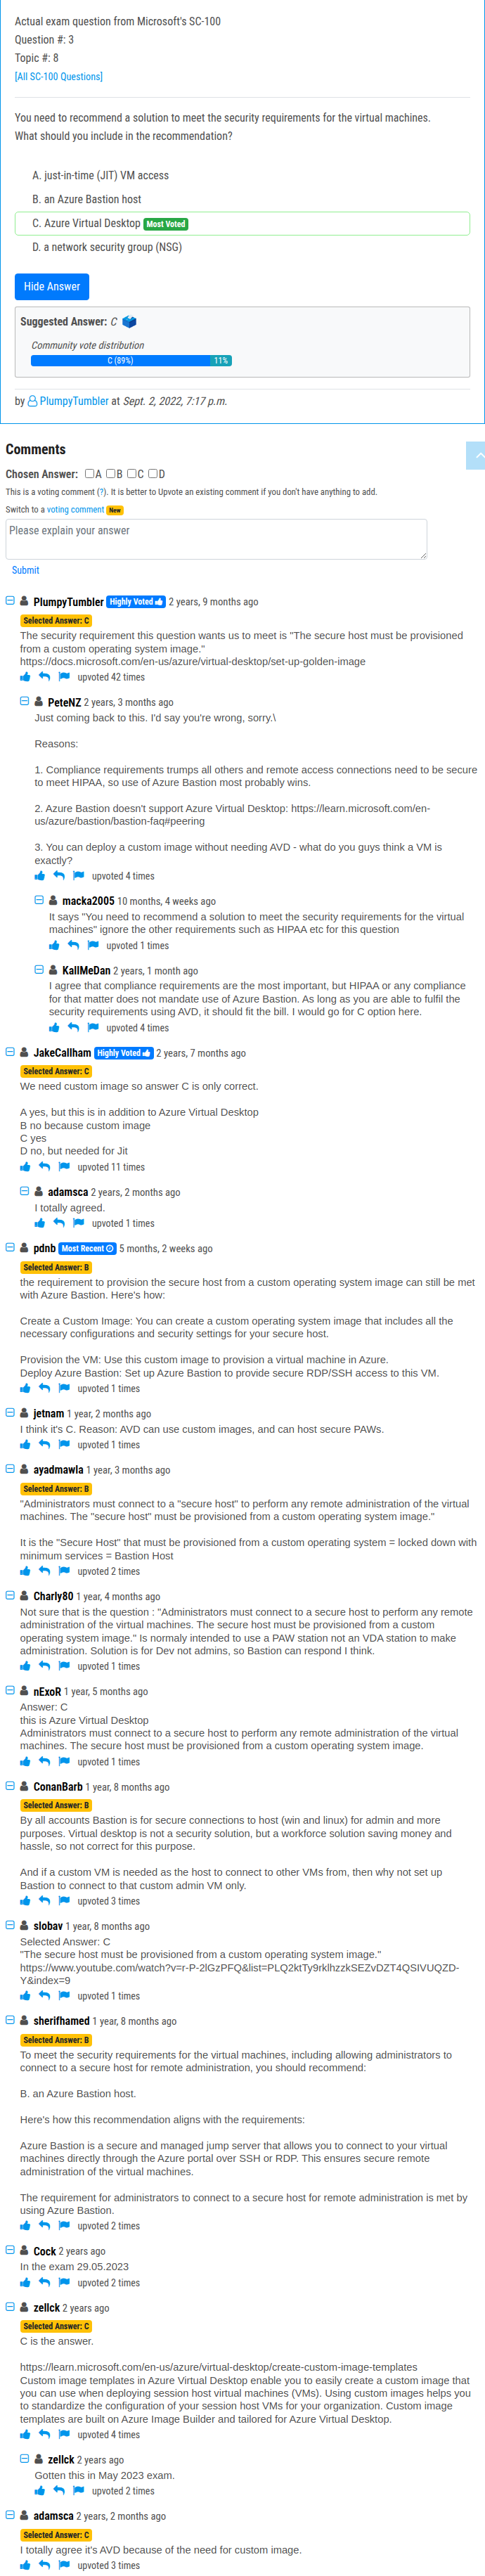 Actual exam question from Microsoft's SC-100
Question #: 3
Topic #: 8
[All SC-100 Questions]
You need to recommend a solution to meet the security requirements for the virtual machines.
What should you include in the recommendation?
A. just-in-time (JIT) VM access
B. an Azure Bastion host
C. Azure Virtual Desktop Most Voted
D. a network security group (NSG)
Hide Answer
Suggested Answer: C
Community vote distribution
C (89%) 11%
by PlumpyTumbler at Sept. 2, 2022, 7:17 p.m.
Comments
Chosen Answer: A B C D
This is a voting comment (?). It is better to Upvote an existing comment if you don't have anything to add.
Switch to a voting comment New
Please explain your answer
Submit
PlumpyTumbler Highly Voted 2 years, 9 months ago
Selected Answer: C
The security requirement this question wants us to meet is "The secure host must be provisioned
from a custom operating system image."
https://docs.microsoft.com/en-us/azure/virtual-desktop/set-up-golden-image
upvoted 42 times
PeteNZ 2 years, 3 months ago
Just coming back to this. I'd say you're wrong, sorry.\
Reasons:
1. Compliance requirements trumps all others and remote access connections need to be secure
to meet HIPAA, so use of Azure Bastion most probably wins.
2. Azure Bastion doesn't support Azure Virtual Desktop: https://learn.microsoft.com/en-
us/azure/bastion/bastion-faq#peering
3. You can deploy a custom image without needing AVD - what do you guys think a VM is
exactly?
upvoted 4 times
macka2005 10 months, 4 weeks ago
It says "You need to recommend a solution to meet the security requirements for the virtual
machines" ignore the other requirements such as HIPAA etc for this question
upvoted 1 times
KallMeDan 2 years, 1 month ago
I agree that compliance requirements are the most important, but HIPAA or any compliance
for that matter does not mandate use of Azure Bastion. As long as you are able to fulfil the
security requirements using AVD, it should fit the bill. I would go for C option here.
upvoted 4 times
JakeCallham Highly Voted 2 years, 7 months ago
Selected Answer: C
We need custom image so answer C is only correct.
A yes, but this is in addition to Azure Virtual Desktop
B no because custom image
C yes
D no, but needed for Jit
upvoted 11 times
adamsca 2 years, 2 months ago
I totally agreed.
upvoted 1 times
pdnb Most Recent 5 months, 2 weeks ago
Selected Answer: B
the requirement to provision the secure host from a custom operating system image can still be met
with Azure Bastion. Here's how:
Create a Custom Image: You can create a custom operating system image that includes all the
necessary configurations and security settings for your secure host.
Provision the VM: Use this custom image to provision a virtual machine in Azure.
Deploy Azure Bastion: Set up Azure Bastion to provide secure RDP/SSH access to this VM.
upvoted 1 times
jetnam 1 year, 2 months ago
I think it's C. Reason: AVD can use custom images, and can host secure PAWs.
upvoted 1 times
ayadmawla 1 year, 3 months ago
Selected Answer: B
"Administrators must connect to a "secure host" to perform any remote administration of the virtual
machines. The "secure host" must be provisioned from a custom operating system image."
It is the "Secure Host" that must be provisioned from a custom operating system = locked down with
minimum services = Bastion Host
upvoted 2 times
Charly80 1 year, 4 months ago
Not sure that is the question : "Administrators must connect to a secure host to perform any remote
administration of the virtual machines. The secure host must be provisioned from a custom
operating system image." Is normaly intended to use a PAW station not an VDA station to make
administration. Solution is for Dev not admins, so Bastion can respond I think.
upvoted 1 times
nExoR 1 year, 5 months ago
Answer: C
this is Azure Virtual Desktop
Administrators must connect to a secure host to perform any remote administration of the virtual
machines. The secure host must be provisioned from a custom operating system image.
upvoted 1 times
ConanBarb 1 year, 8 months ago
Selected Answer: B
By all accounts Bastion is for secure connections to host (win and linux) for admin and more
purposes. Virtual desktop is not a security solution, but a workforce solution saving money and
hassle, so not correct for this purpose.
And if a custom VM is needed as the host to connect to other VMs from, then why not set up
Bastion to connect to that custom admin VM only.
upvoted 3 times
slobav 1 year, 8 months ago
Selected Answer: C
"The secure host must be provisioned from a custom operating system image."
https://www.youtube.com/watch?v=r-P-2lGzPFQ&list=PLQ2ktTy9rklhzzkSEZvDZT4QSIVUQZD-
Y&index=9
upvoted 1 times
sherifhamed 1 year, 8 months ago
Selected Answer: B
To meet the security requirements for the virtual machines, including allowing administrators to
connect to a secure host for remote administration, you should recommend:
B. an Azure Bastion host.
Here's how this recommendation aligns with the requirements:
Azure Bastion is a secure and managed jump server that allows you to connect to your virtual
machines directly through the Azure portal over SSH or RDP. This ensures secure remote
administration of the virtual machines.
The requirement for administrators to connect to a secure host for remote administration is met by
using Azure Bastion.
upvoted 2 times
Cock 2 years ago
In the exam 29.05.2023
upvoted 2 times
zellck 2 years ago
Selected Answer: C
C is the answer.
https://learn.microsoft.com/en-us/azure/virtual-desktop/create-custom-image-templates
Custom image templates in Azure Virtual Desktop enable you to easily create a custom image that
you can use when deploying session host virtual machines (VMs). Using custom images helps you
to standardize the configuration of your session host VMs for your organization. Custom image
templates are built on Azure Image Builder and tailored for Azure Virtual Desktop.
upvoted 4 times
zellck 2 years ago
Gotten this in May 2023 exam.
upvoted 2 times
adamsca 2 years, 2 months ago
Selected Answer: C
I totally agree it's AVD because of the need for custom image.
upvoted 3 times